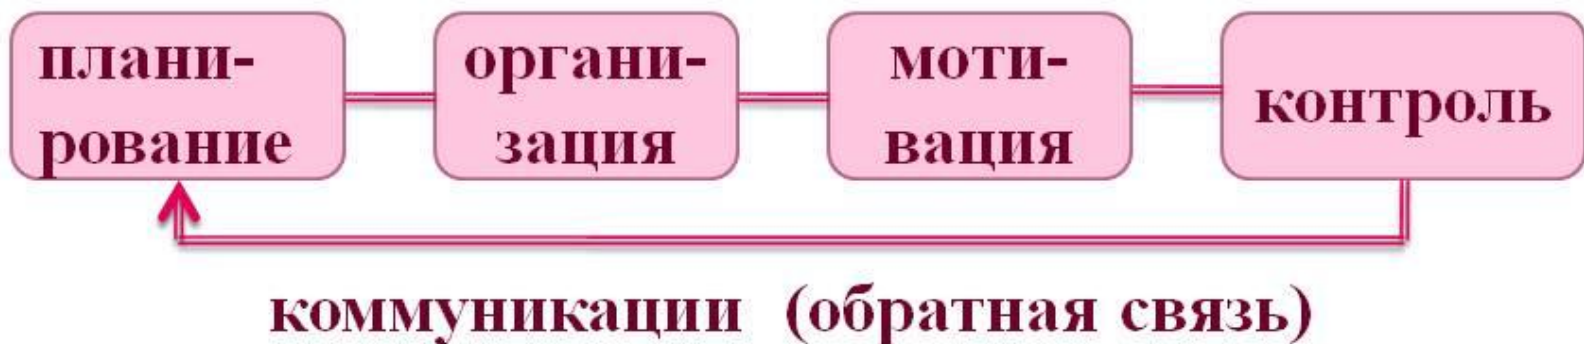 плани-
рование
органи-
зация
моти-
вация
контроль
коммуникации (обратная связь)